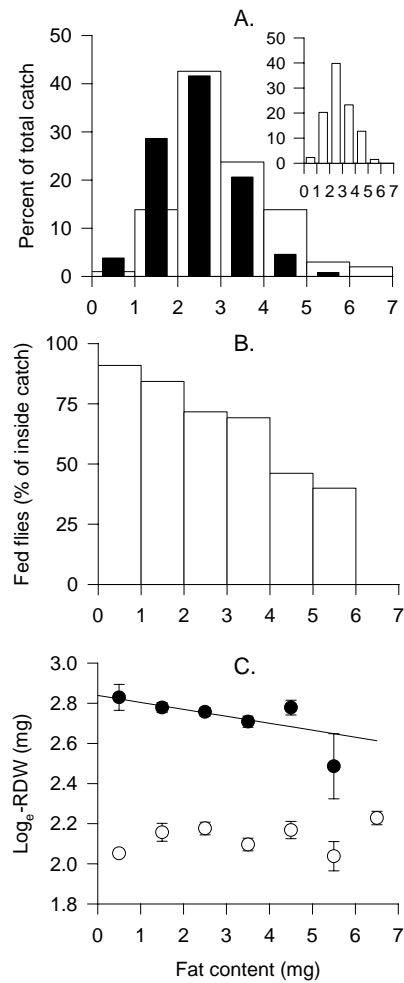 A.
Percent of total catch
50
40
30
20
10
0
0 1 2 3 4 5 6 7
50
40
30
20
10
0
0 1 2 3 4 5 6 7
B.
Fed flies (% of inside catch)
100
75
50
25
0
0 1 2 3 4 5 6 7
C.
Logₑ-RDW (mg)
3.0
2.8
2.6
2.4
2.2
2.0
1.8
0 1 2 3 4 5 6 7
Fat content (mg)